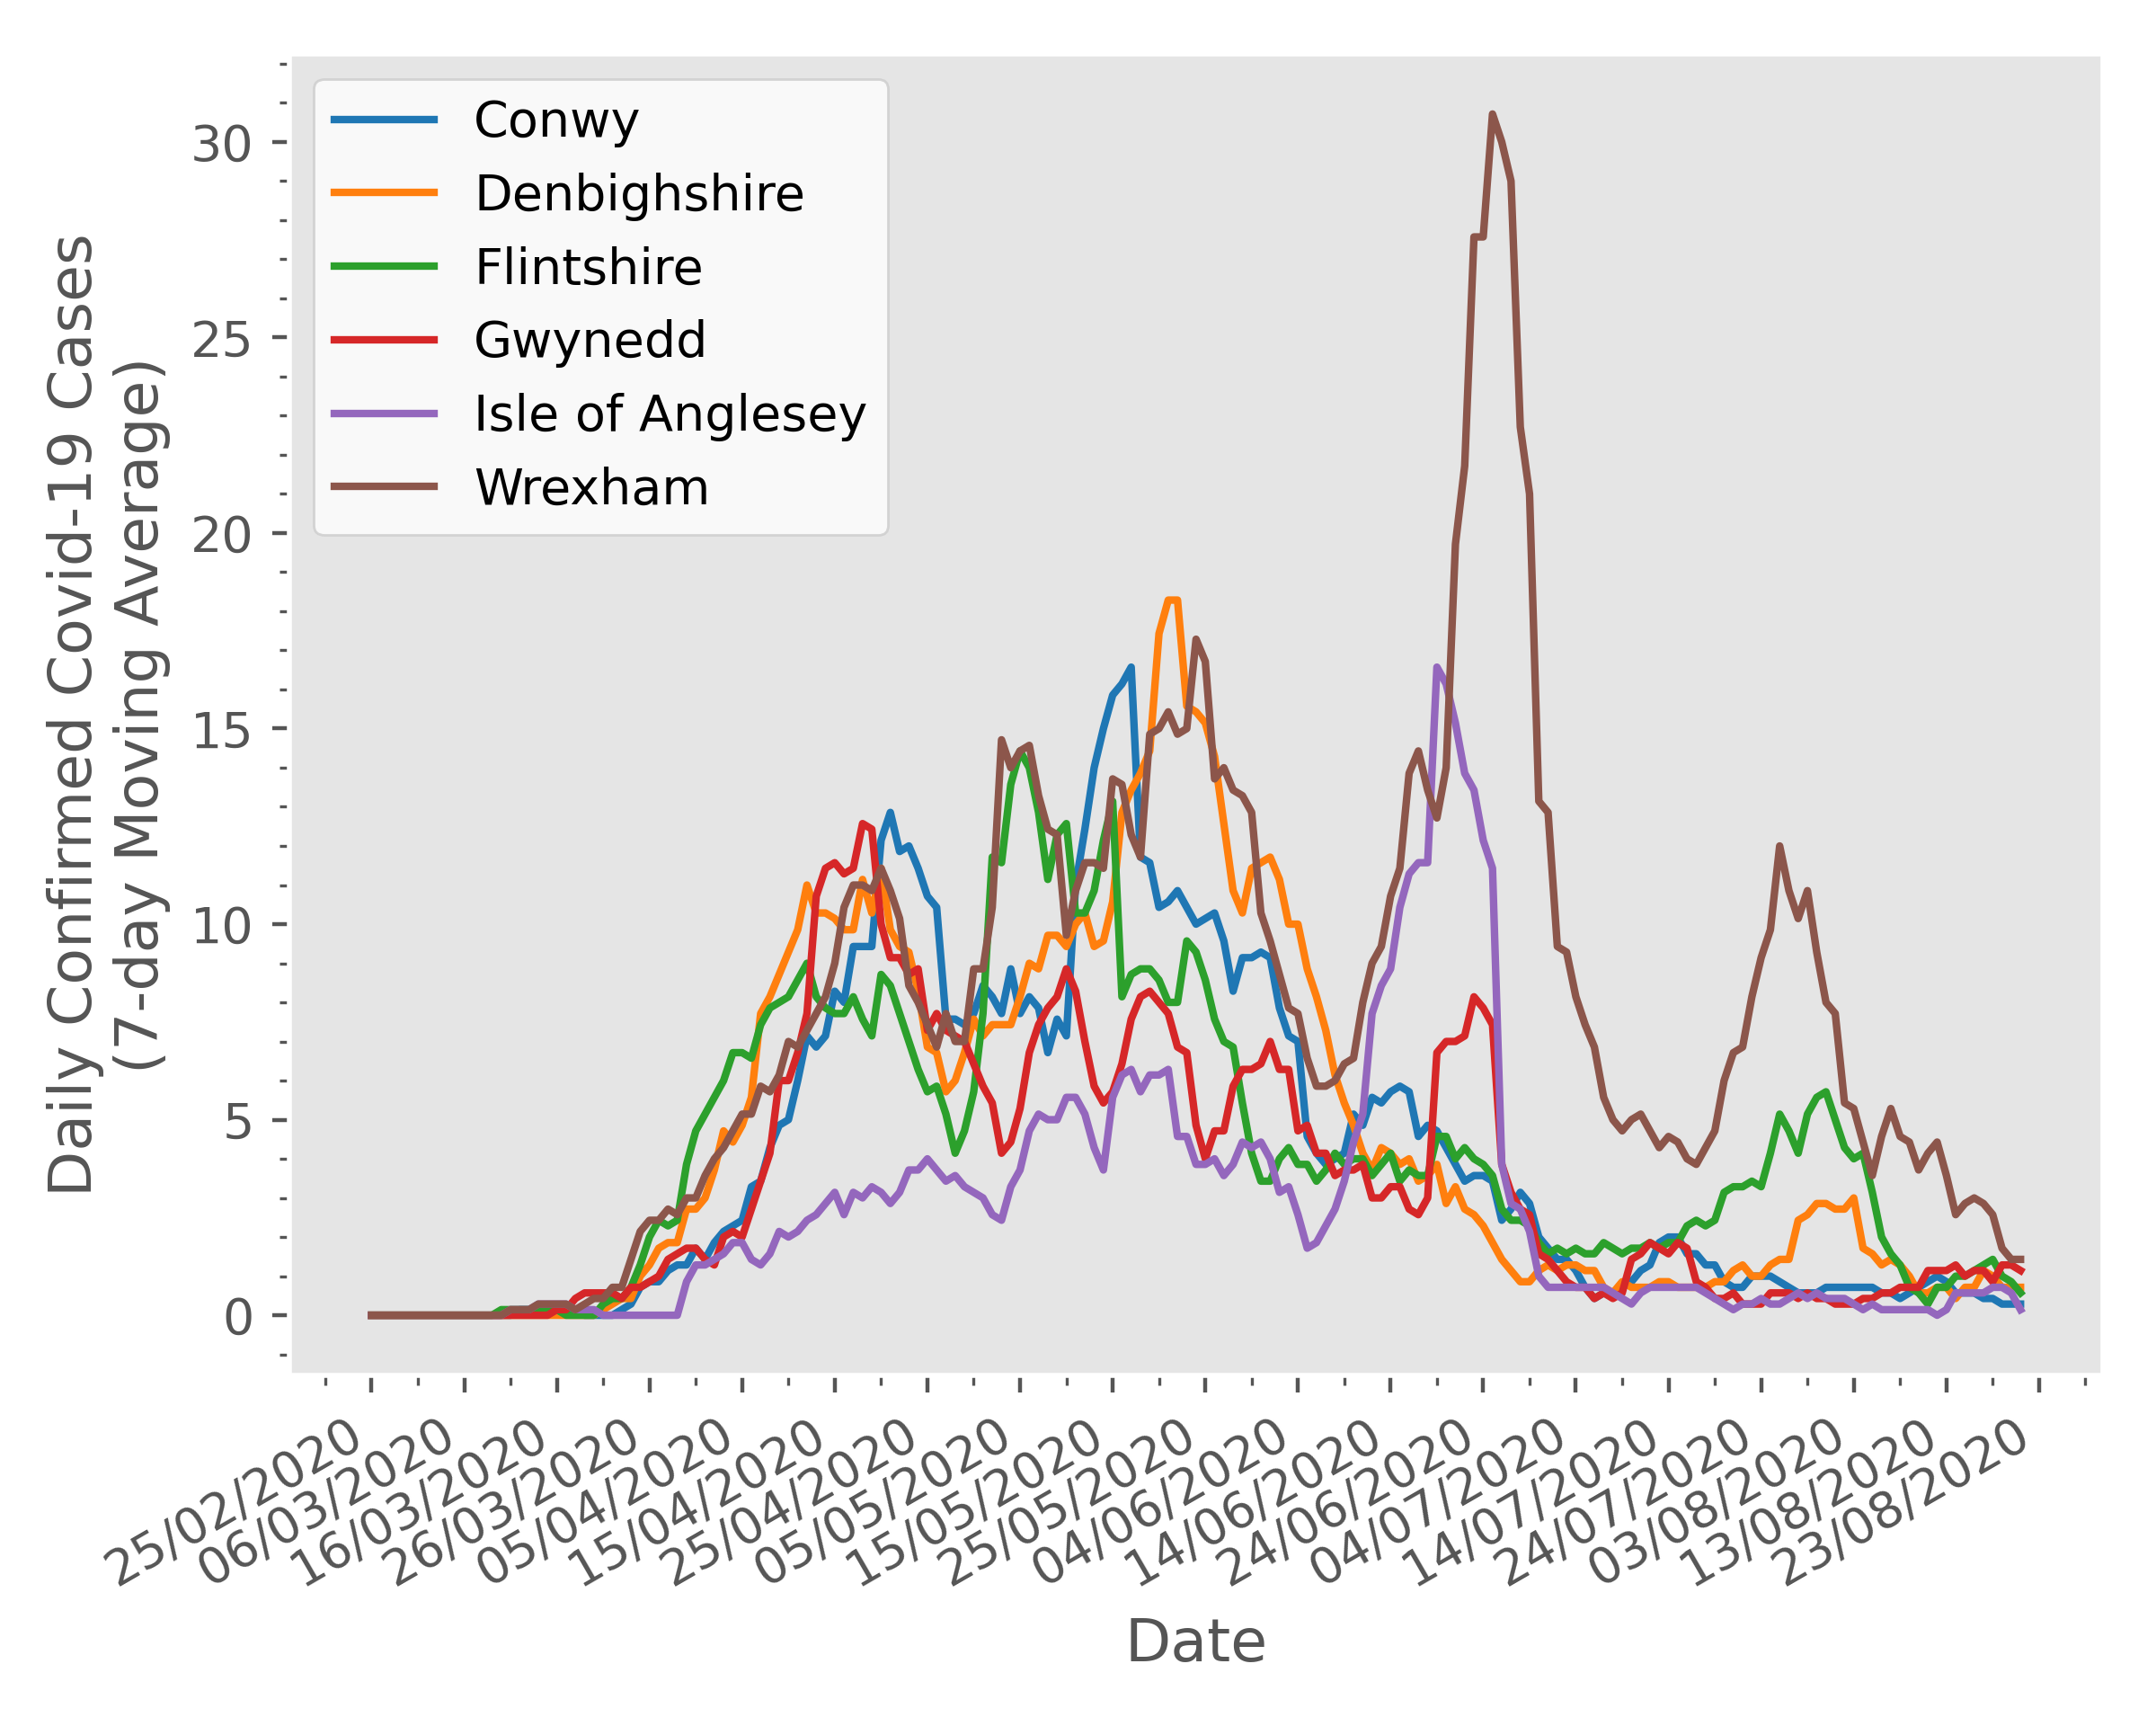 Conwy
Denbighshire
Flintshire
Gwynedd
Isle of Anglesey
Wrexham
Daily Confirmed Covid-19 Cases
(7-day Moving Average)
30
25
20
15
10
5
0
25/02/2020
06/03/2020
16/03/2020
26/03/2020
05/04/2020
15/04/2020
25/04/2020
05/05/2020
15/05/2020
25/05/2020
04/06/2020
14/06/2020
24/06/2020
04/07/2020
14/07/2020
24/07/2020
03/08/2020
13/08/2020
23/08/2020
Date